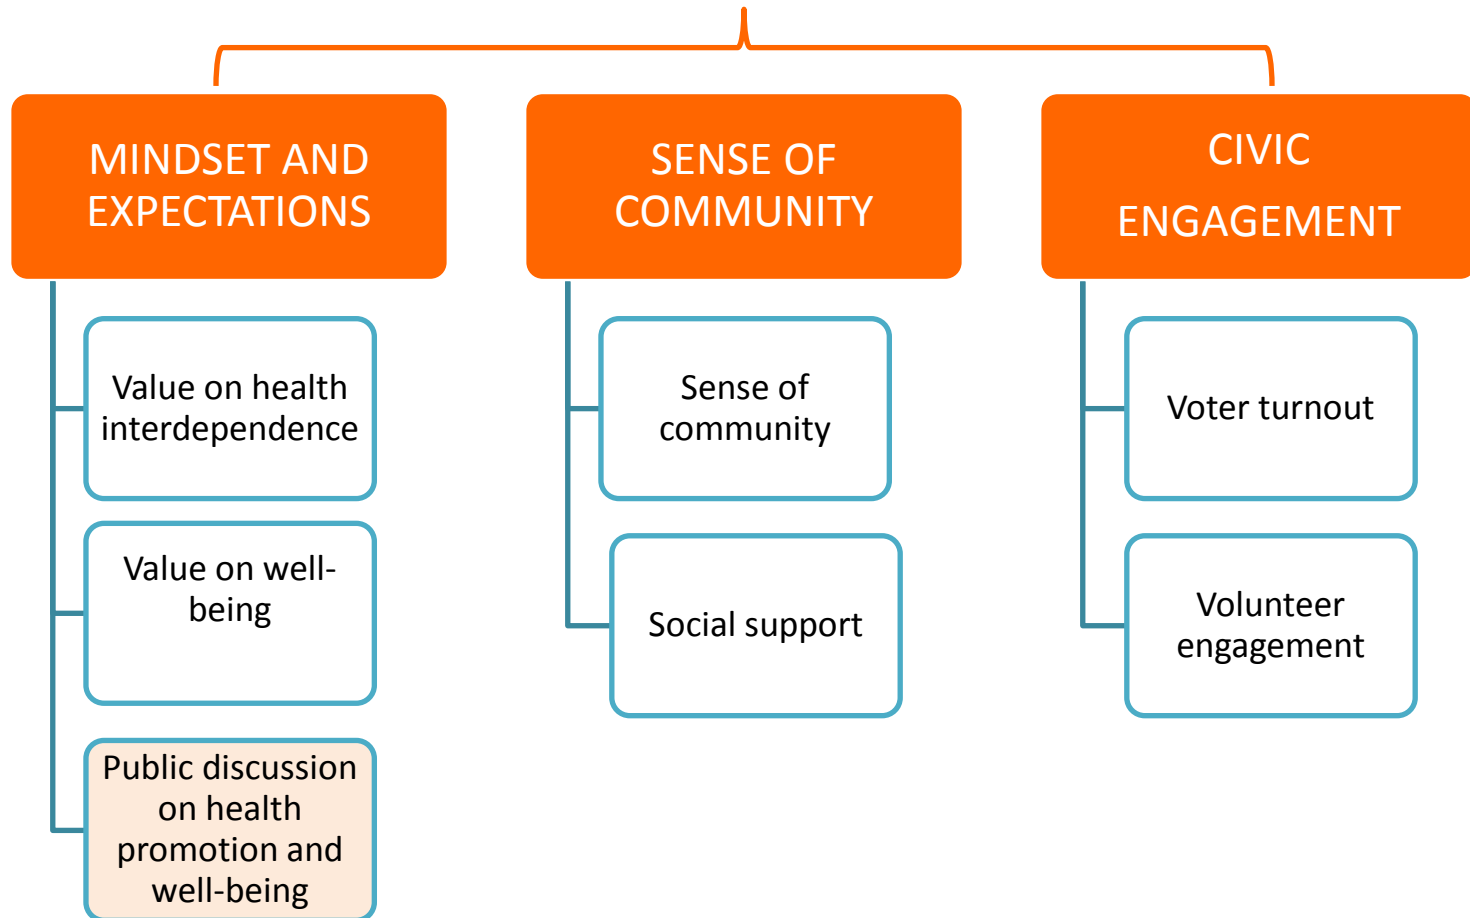 MINDSET AND
EXPECTATIONS
Value on health
interdependence
Value on well-
being
Public discussion
on health
promotion and
well-being
SENSE OF
COMMUNITY
Sense of
community
Social support
CIVIC
ENGAGEMENT
Voter turnout
Volunteer
engagement